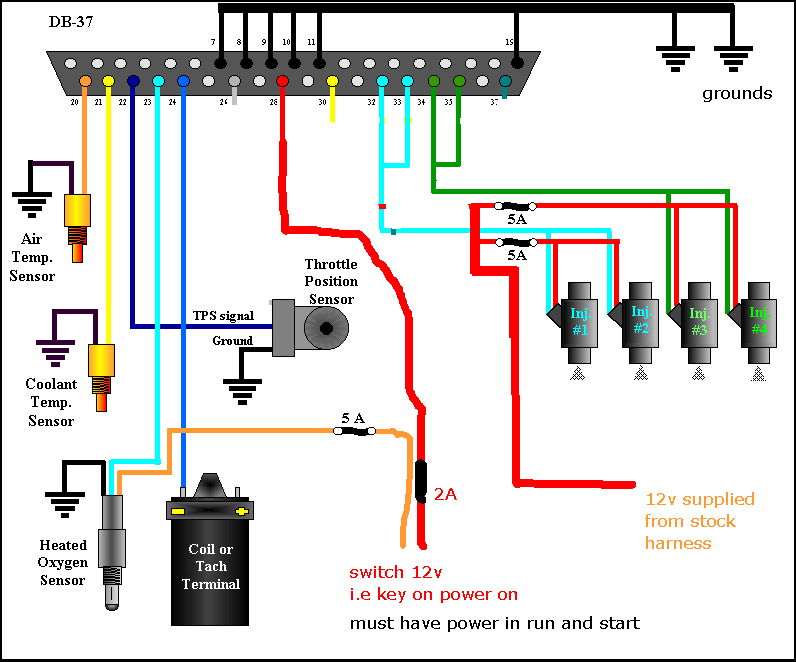 DB-37
7 8 9 10 11 19
20 21 22 23 24 26 28 30 32 33 34 35 37
grounds
5A
5A
Air
Temp.
Sensor
Throttle
Position
Sensor
TPS signal
Ground
Inj. #1
Inj. #2
Inj. #3
Inj #4
Coolant
Temp.
Sensor
5 A
2A
12v supplied
from stock
harness
Heated
Oxygen
Sensor
Coil or
Tach
Terminal
switch 12v
i.e key on power on
must have power in run and start